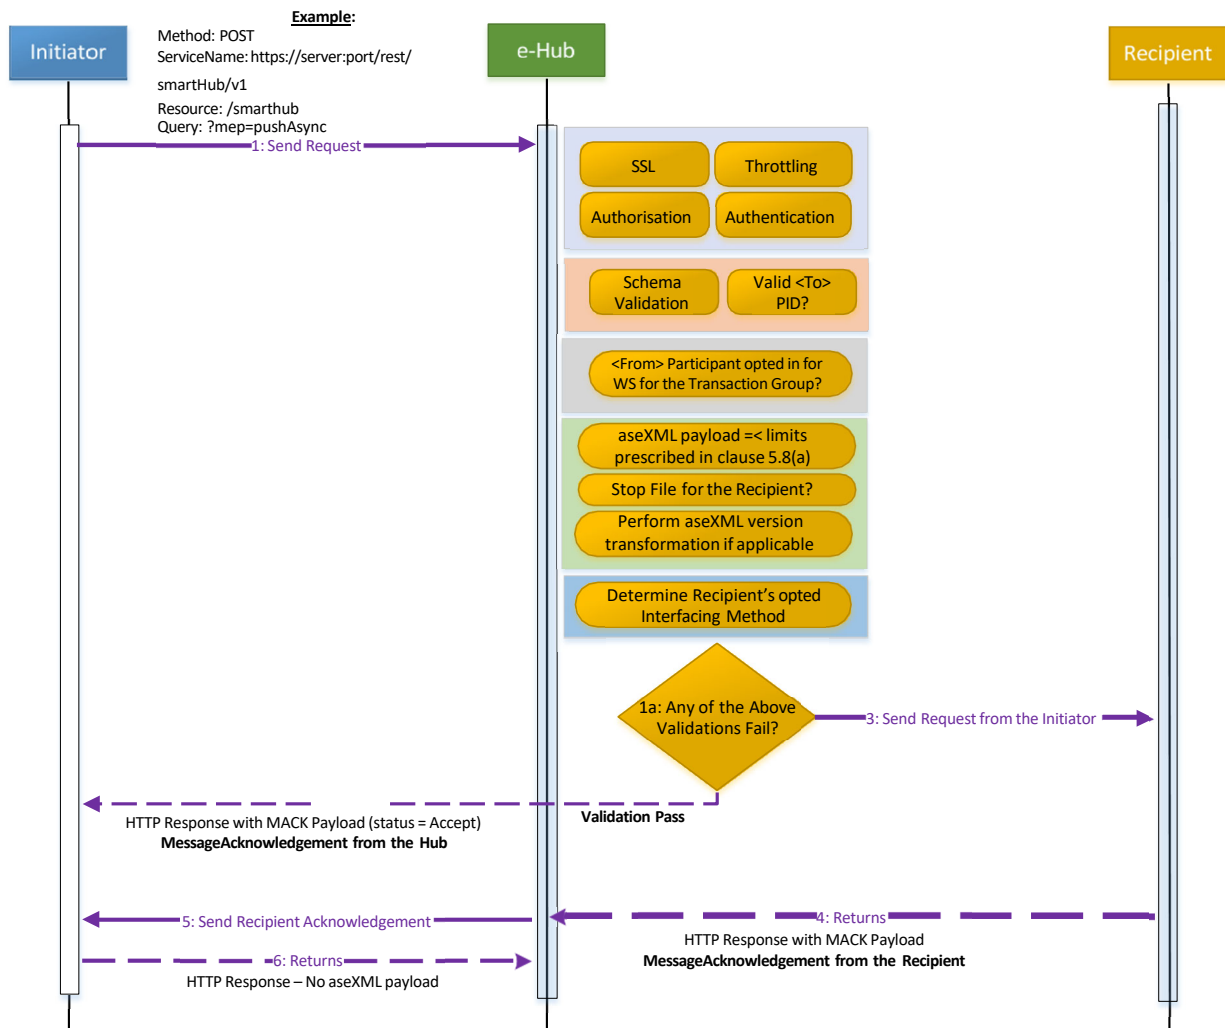 Example:
Method: POST
ServiceName: https://server:port/rest/
smartHub/v1
Resource: /smarthub
Query: ?mep=pushAsync
Initiator
e-Hub
Recipient
1: Send Request
SSL
Throttling
Authorisation
Authentication
Schema
Validation
Valid <To>
PID?
<From> Participant opted in for
WS for the Transaction Group?
aseXML payload =< limits
prescribed in clause 5.8(a)
Stop File for the Recipient?
Perform aseXML version
transformation if applicable
Determine Recipient's opted
Interfacing Method
1a: Any of the Above
Validations Fail?
3: Send Request from the Initiator
Validation Pass
HTTP Response with MACK Payload (status = Accept)
MessageAcknowledgement from the Hub
5: Send Recipient Acknowledgement
4: Returns
HTTP Response with MACK Payload
MessageAcknowledgement from the Recipient
6: Returns
HTTP Response – No aseXML payload